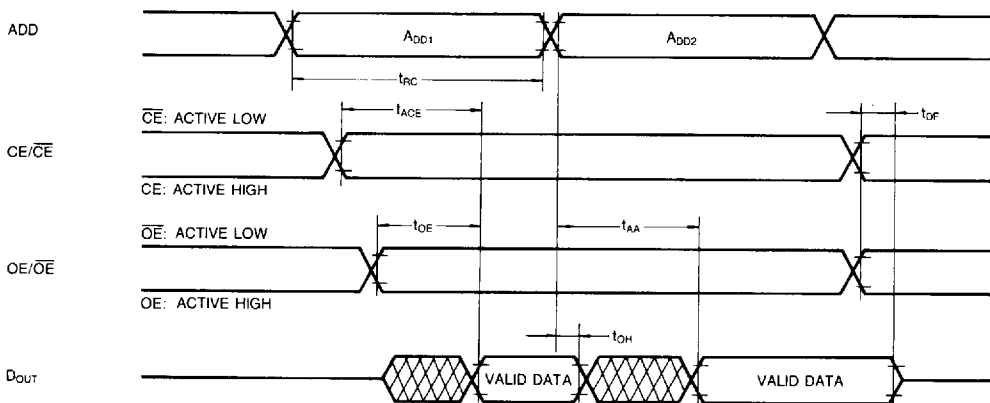 ADD
ADD1
ADD2
tRC
tACE
CE: ACTIVE LOW
tDF
CE/CE
CE: ACTIVE HIGH
tOE
OE: ACTIVE LOW
tAA
OE/OE
OE: ACTIVE HIGH
tOH
DOUT
VALID DATA
VALID DATA